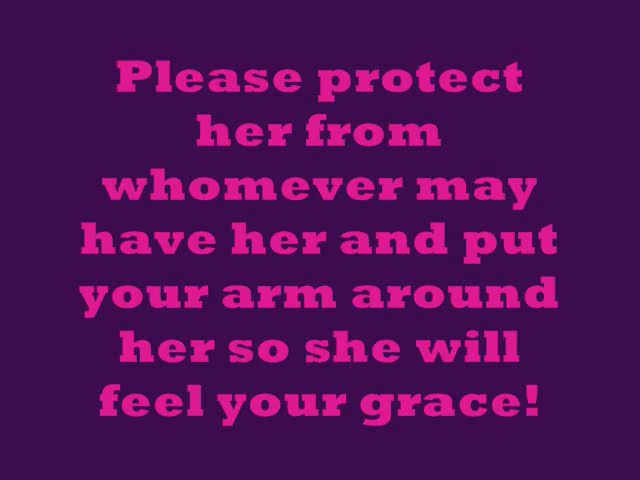 Please protect
her from
whomever may
have her and put
your arm around
her so she will
feel your grace!